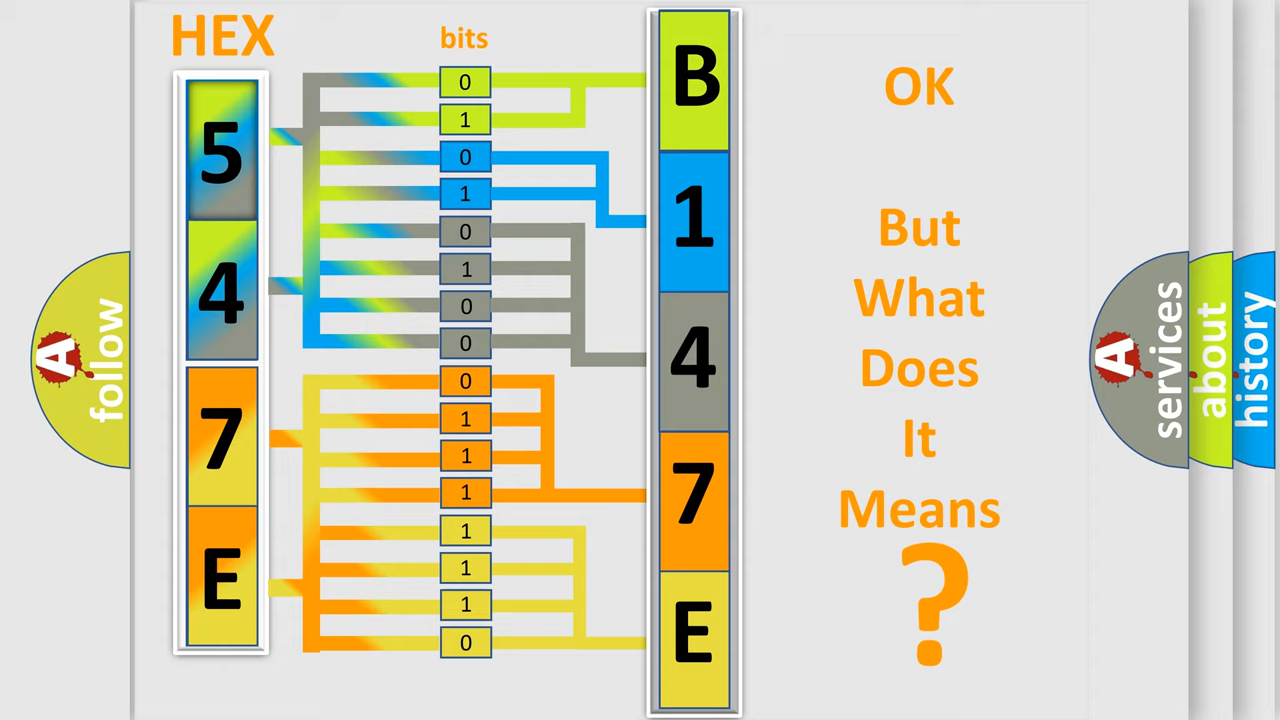 HEX
bits
5
4
7
E
0
1
0
1
0
1
0
0
0
1
1
1
1
1
1
0
B
1
4
7
E
OK
But
What
Does
It
Means
?
A
follow
A
services
about
history